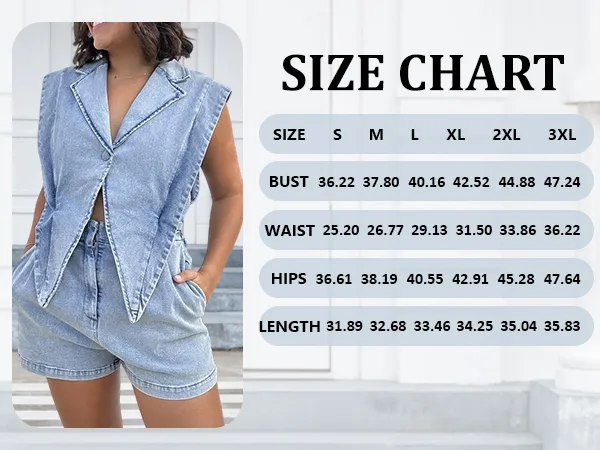 SIZE CHART
SIZE S M L XL 2XL 3XL
BUST 36.22 37.80 40.16 42.52 44.88 47.24
WAIST 25.20 26.77 29.13 31.50 33.86 36.22
HIPS 36.61 38.19 40.55 42.91 45.28 47.64
LENGTH 31.89 32.68 33.46 34.25 35.04 35.83